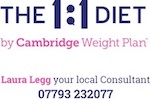 THE 1:1 DIET
by Cambridge Weight Plan™
Laura Legg your local Consultant
07793 232077